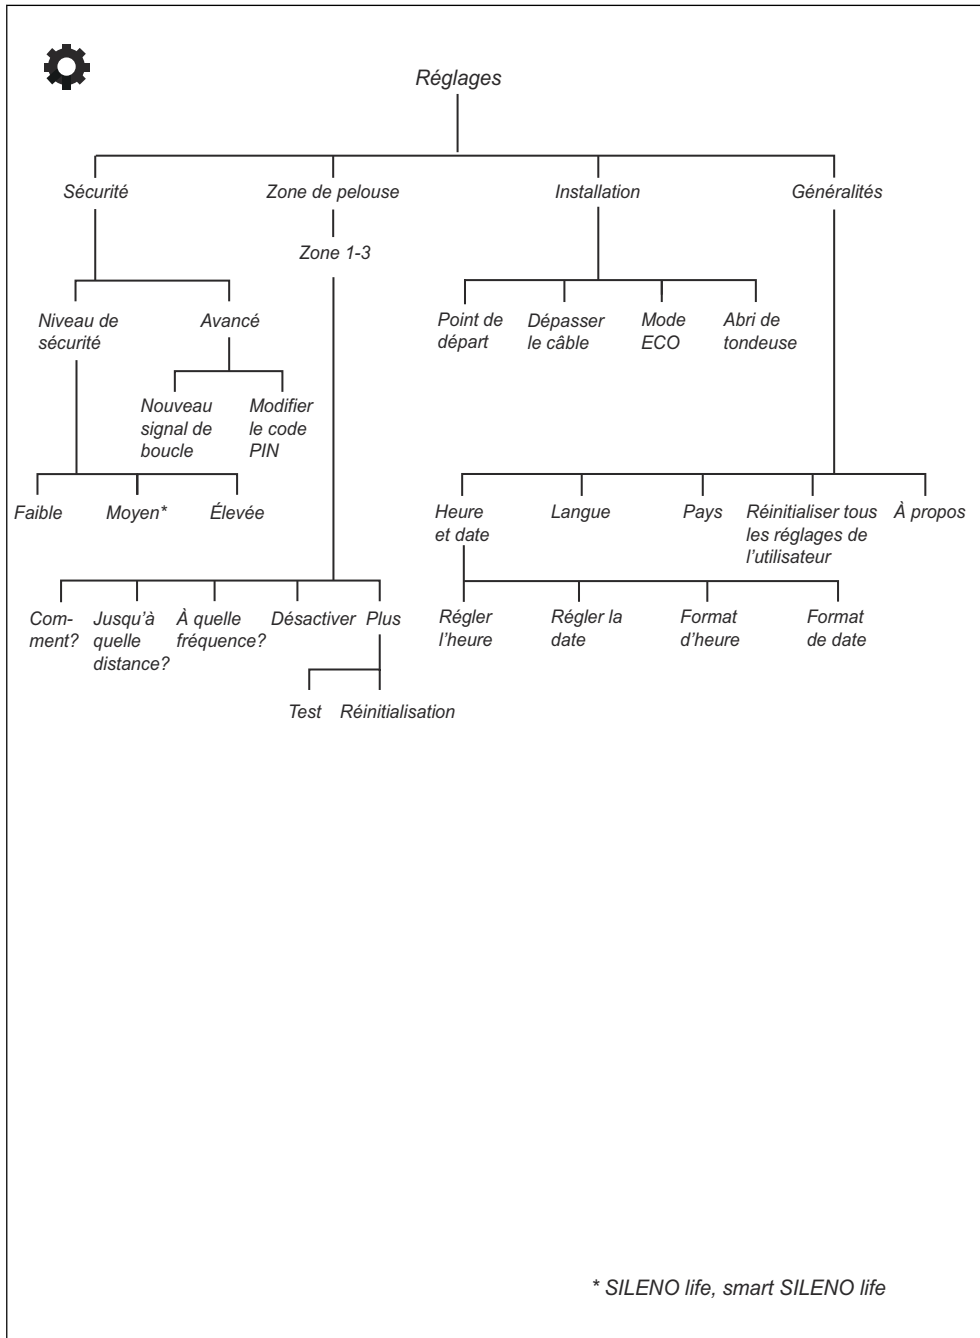 Réglages
Sécurité
Zone de pelouse
Installation
Généralités
Zone 1-3
Niveau de
sécurité
Avancé
Point de
départ
Dépasser
le câble
Mode
ECO
Abri de
tondeuse
Nouveau
signal de
boucle
Modifier
le code
PIN
Faible
Moyen*
Élevée
Heure
et date
Langue
Pays
Réinitialiser tous
les réglages de
l'utilisateur
À propos
Com-
ment?
Jusqu'à
quelle
distance?
À quelle
fréquence?
Désactiver
Plus
Régler
l'heure
Régler la
date
Format
d'heure
Format
de date
Test
Réinitialisation
* SILENO life, smart SILENO life